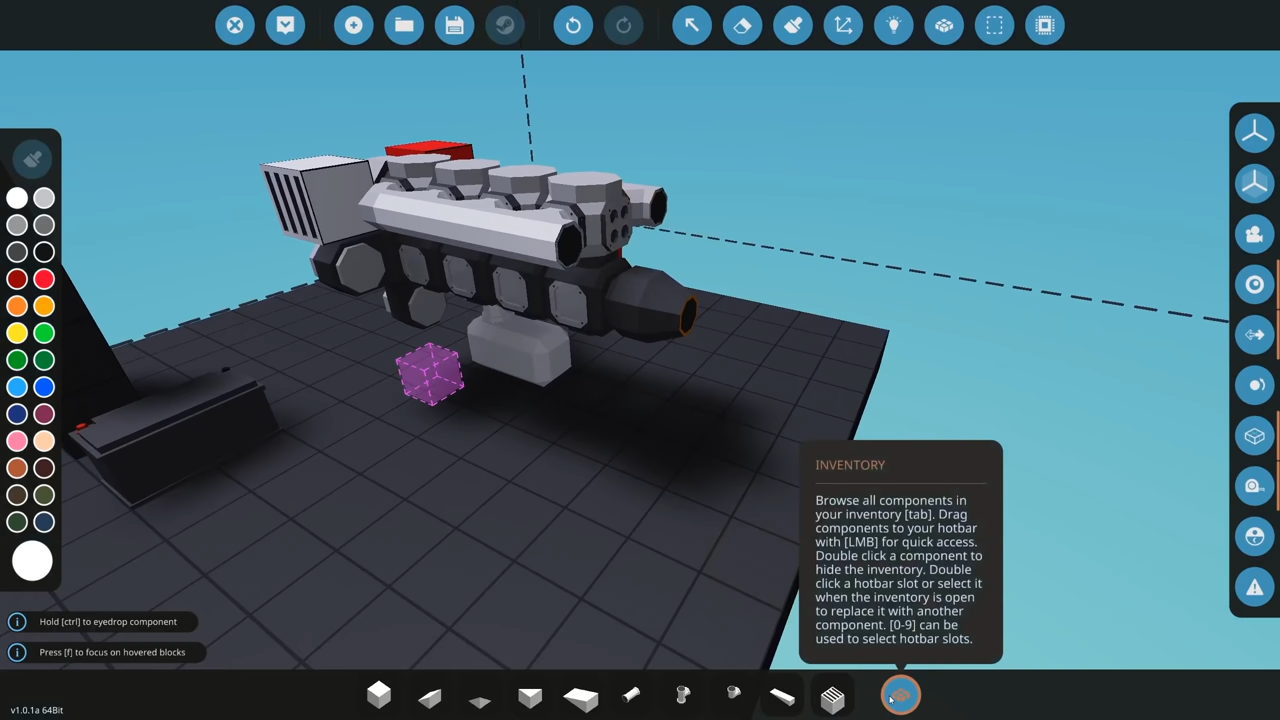 INVENTORY
Browse all components in
your inventory [tab]. Drag
components to your hotbar
with [LMB] for quick access.
Double click a component to
hide the inventory. Double
click a hotbar slot or select it
when the inventory is open
to replace it with another
component. [0-9] can be
used to select hotbar slots.
Hold [ctrl] to eyedrop component
Press [f] to focus on hovered blocks
v1.0.1a 64Bit